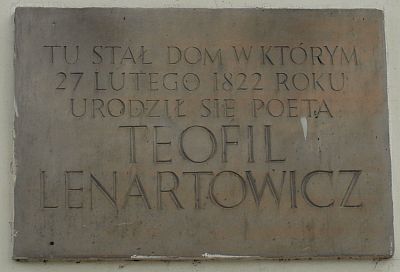 TU STAŁ DOM W KTÓRYM
27 LUTEGO 1822 ROKU
URODZIŁ SIĘ POETA
TEOFIL
LENARTOWICZ